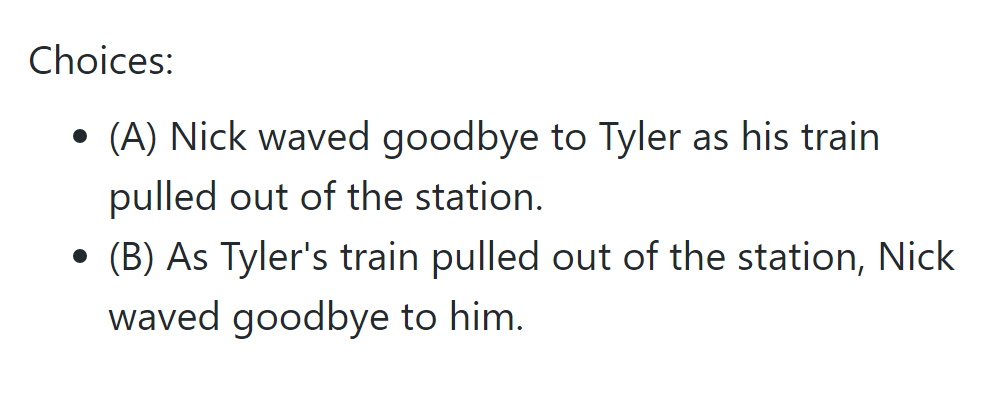 Choices:
• (A) Nick waved goodbye to Tyler as his train
pulled out of the station.
• (B) As Tyler's train pulled out of the station, Nick
waved goodbye to him.